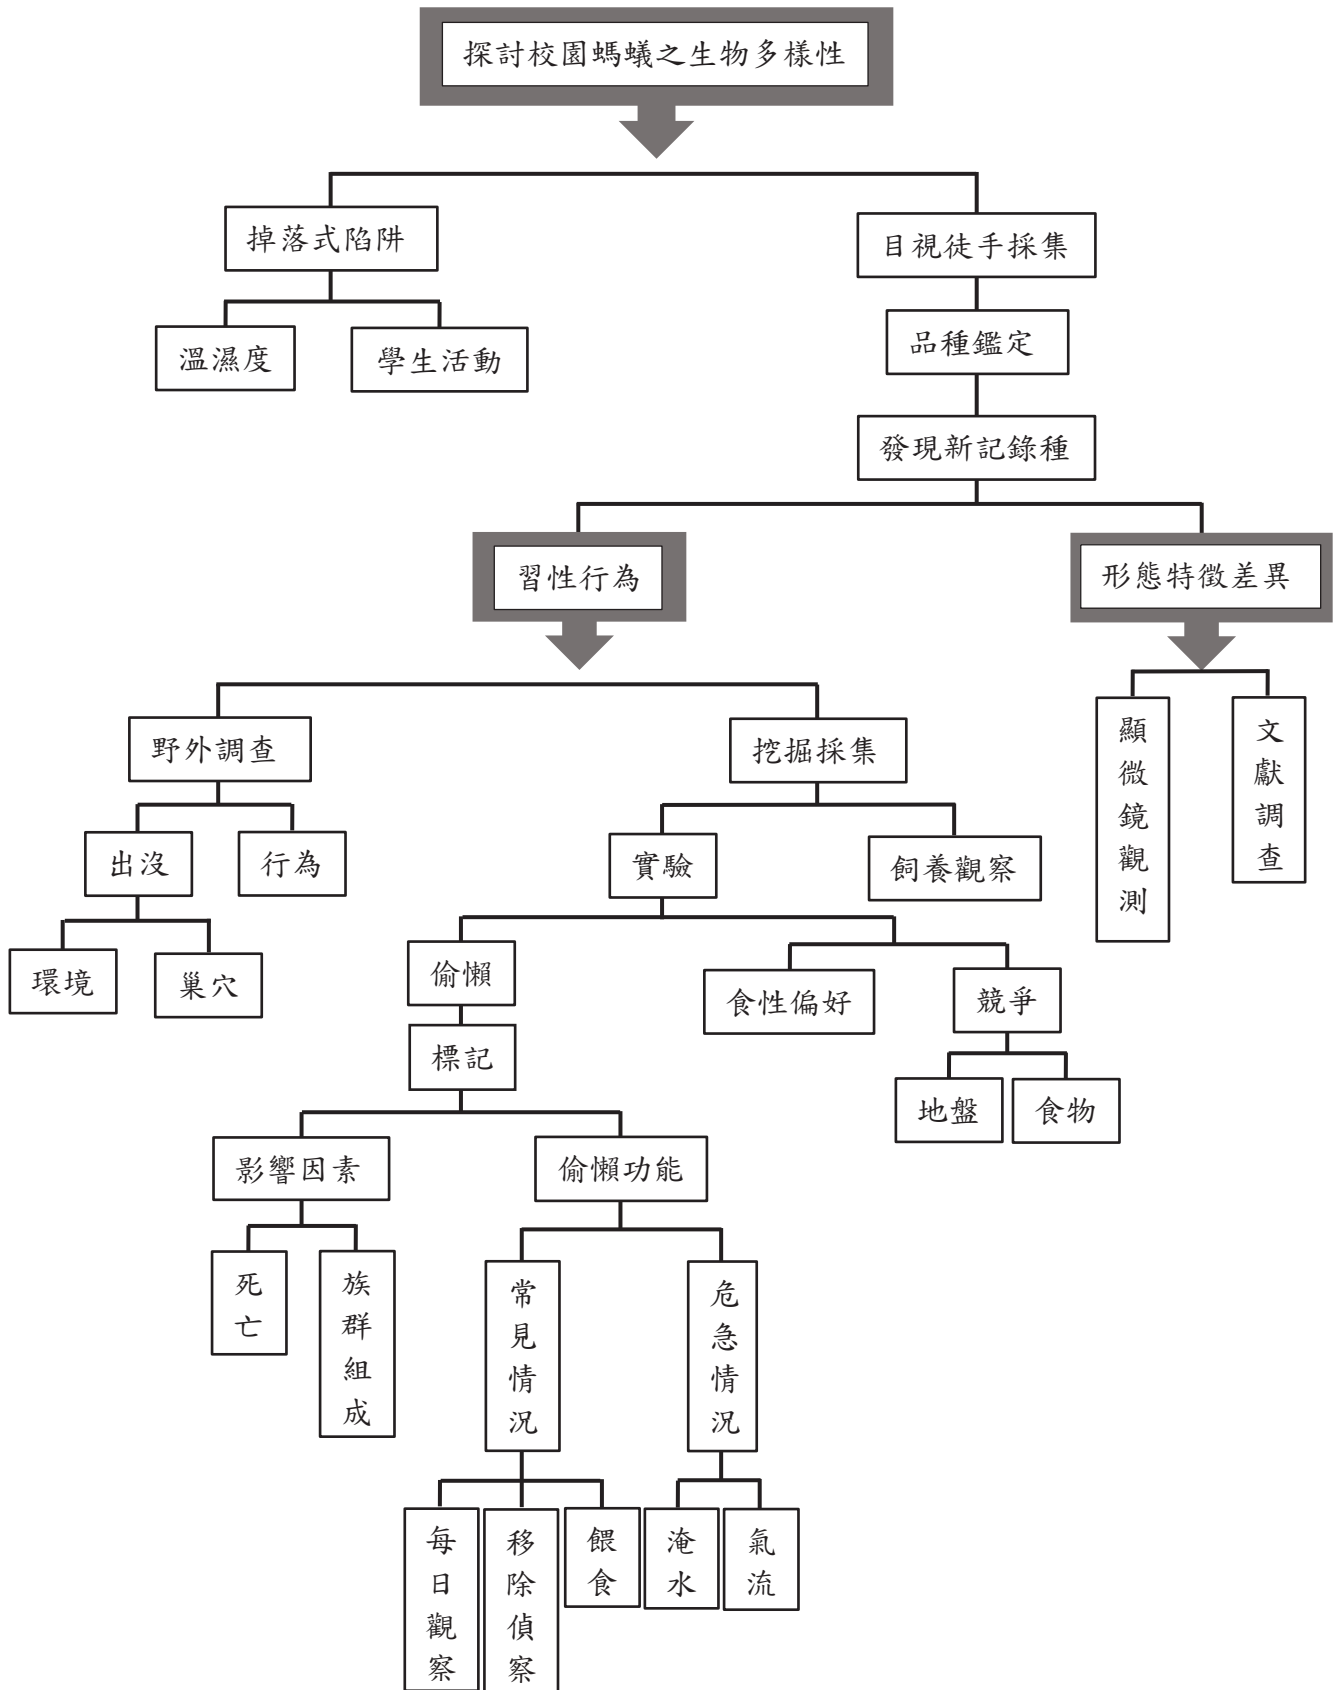 探討校園螞蟻之生物多樣性
掉落式陷阱
目視徒手採集
溫濕度
學生活動
品種鑑定
發現新記錄種
習性行為
形態特徵差異
野外調查
挖掘採集
顯微鏡觀測
文獻調查
出沒
行為
實驗
飼養觀察
環境
巢穴
偷懶
食性偏好
競爭
標記
地盤
食物
影響因素
偷懶功能
死亡
族群組成
常見情況
危急情況
每日觀察
移除偵察
餵食
淹水
氣流